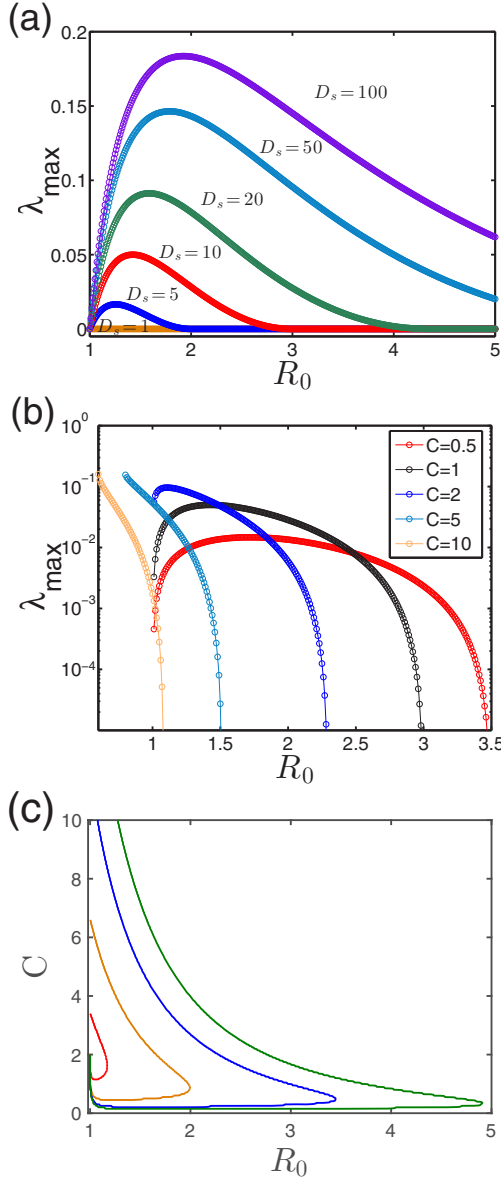 (a)
0.2
0.15
0.1
0.05
0
λmax
D_s = 100
D_s = 50
D_s = 20
D_s = 10
D_s = 5
D_s = 1
1 2 3 4 5
R_0
(b)
10^0
10^-1
10^-2
10^-3
10^-4
λmax
C=0.5
C=1
C=2
C=5
C=10
1 1.5 2 2.5 3 3.5
R_0
(c)
10
8
6
4
2
0
C
1 2 3 4 5
R_0